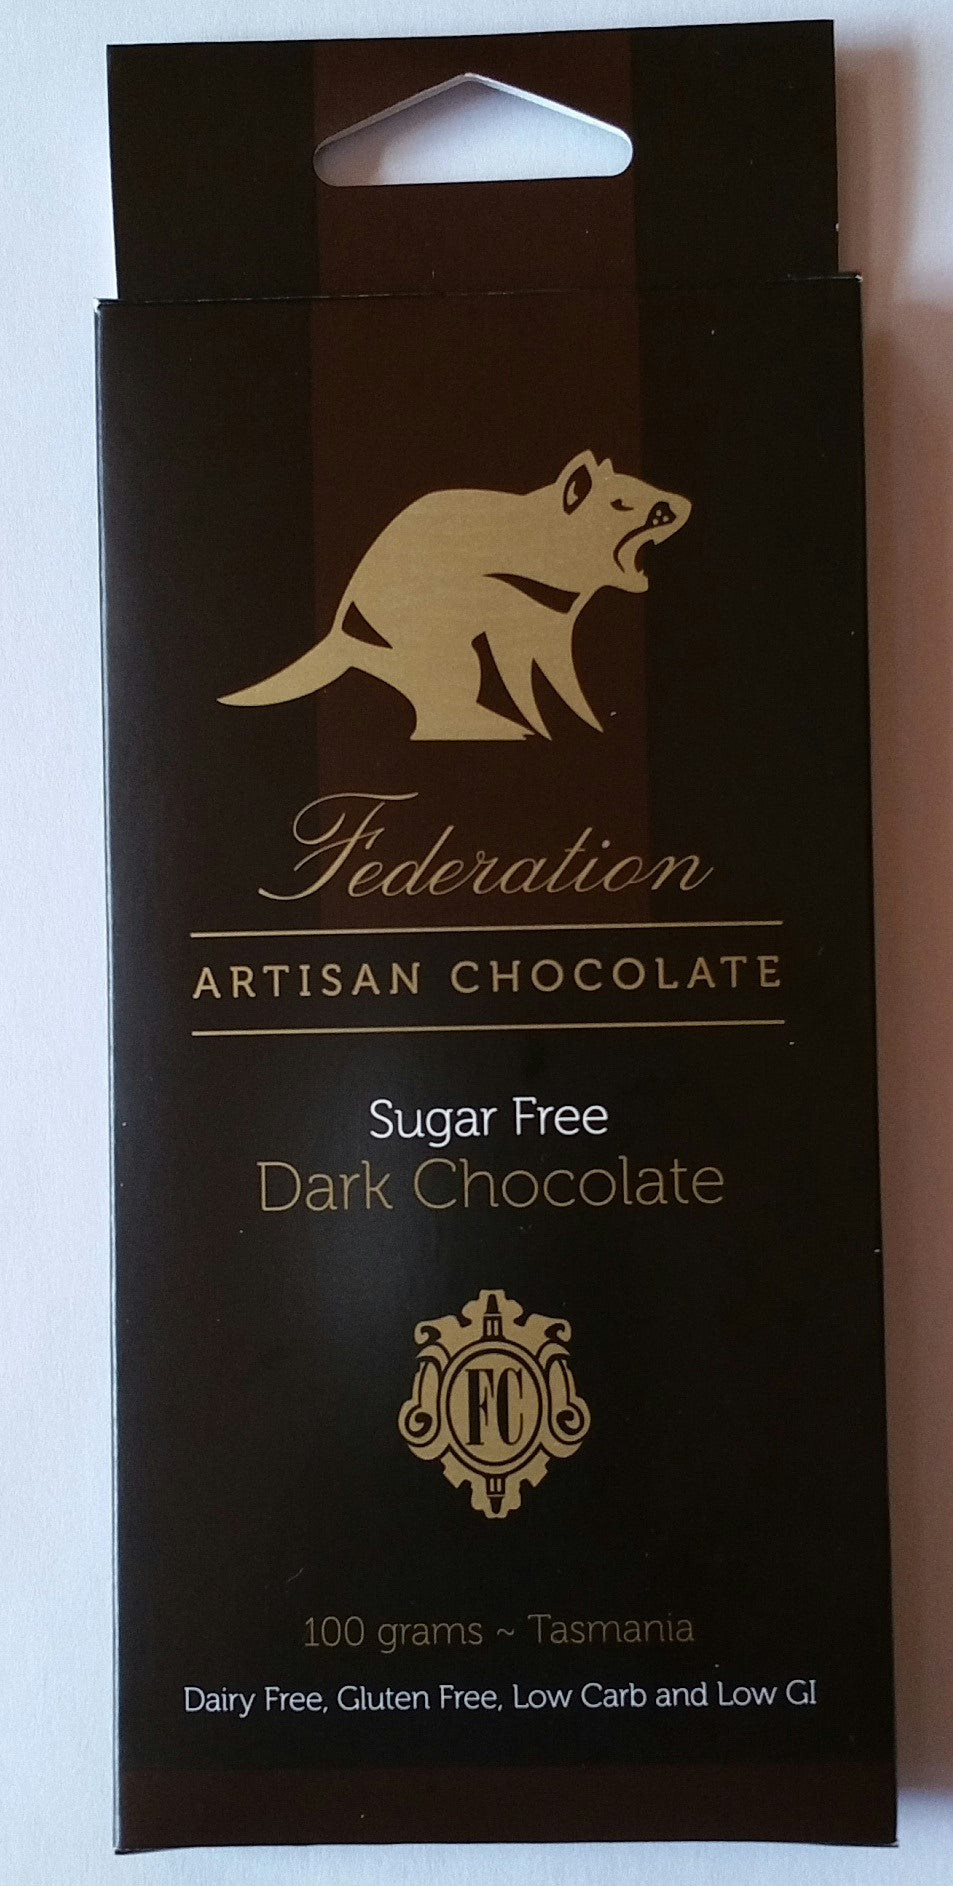 Federation
ARTISAN CHOCOLATE
Sugar Free
Dark Chocolate
FC
100 grams ~ Tasmania
Dairy Free, Gluten Free, Low Carb and Low GI